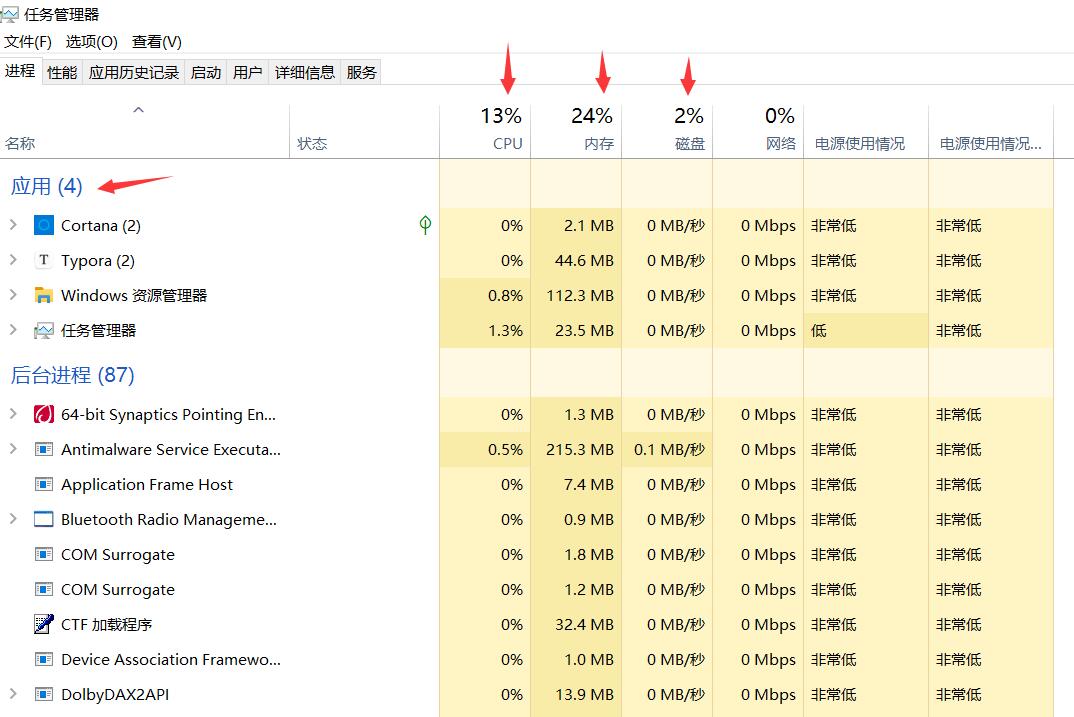 任务管理器
文件(F) 选项(O) 查看(V)
进程 性能 应用历史记录 启动 用户 详细信息 服务
13% 24% 2% 0%
名称 状态 CPU 内存 磁盘 网络 电源使用情况 电源使用情况...
应用 (4)
Cortana (2) 0% 2.1 MB 0 MB/秒 0 Mbps 非常低 非常低
Typora (2) 0% 44.6 MB 0 MB/秒 0 Mbps 非常低 非常低
Windows 资源管理器 0.8% 112.3 MB 0 MB/秒 0 Mbps 非常低 非常低
任务管理器 1.3% 23.5 MB 0 MB/秒 0 Mbps 低 非常低
后台进程 (87)
64-bit Synaptics Pointing En... 0% 1.3 MB 0 MB/秒 0 Mbps 非常低 非常低
Antimalware Service Executa... 0.5% 215.3 MB 0.1 MB/秒 0 Mbps 非常低 非常低
Application Frame Host 0% 7.4 MB 0 MB/秒 0 Mbps 非常低 非常低
Bluetooth Radio Manageme... 0% 0.9 MB 0 MB/秒 0 Mbps 非常低 非常低
COM Surrogate 0% 1.8 MB 0 MB/秒 0 Mbps 非常低 非常低
COM Surrogate 0% 1.2 MB 0 MB/秒 0 Mbps 非常低 非常低
CTF 加载程序 0% 32.4 MB 0 MB/秒 0 Mbps 非常低 非常低
Device Association Framewo... 0% 1.0 MB 0 MB/秒 0 Mbps 非常低 非常低
DolbyDAX2API 0% 13.9 MB 0 MB/秒 0 Mbps 非常低 非常低